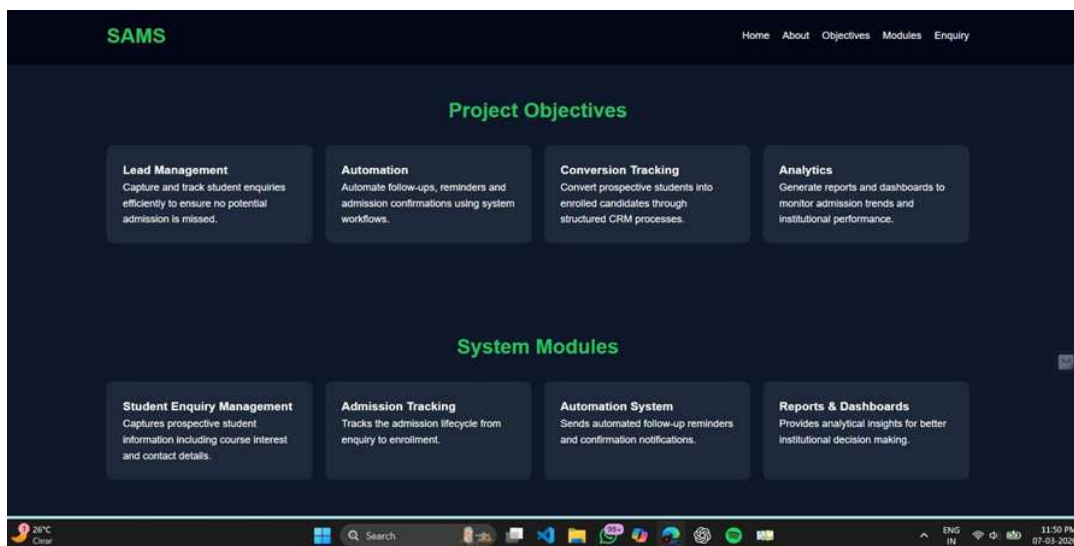 SAMS
Home About Objectives Modules Enquiry
Project Objectives
Lead Management
Capture and track student enquiries
efficiently to ensure no potential
admission is missed.
Automation
Automate follow-ups, reminders and
admission confirmations using system
workflows.
Conversion Tracking
Convert prospective students into
enrolled candidates through
structured CRM processes.
Analytics
Generate reports and dashboards to
monitor admission trends and
institutional performance.
System Modules
Student Enquiry Management
Captures prospective student
information including course interest
and contact details.
Admission Tracking
Tracks the admission lifecycle from
enquiry to enrollment.
Automation System
Sends automated follow-up reminders
and confirmation notifications.
Reports & Dashboards
Provides analytical insights for better
institutional decision making.
1
26°C
Clear
Search
99+
ENG
IN
11:50 PM
07-03-202